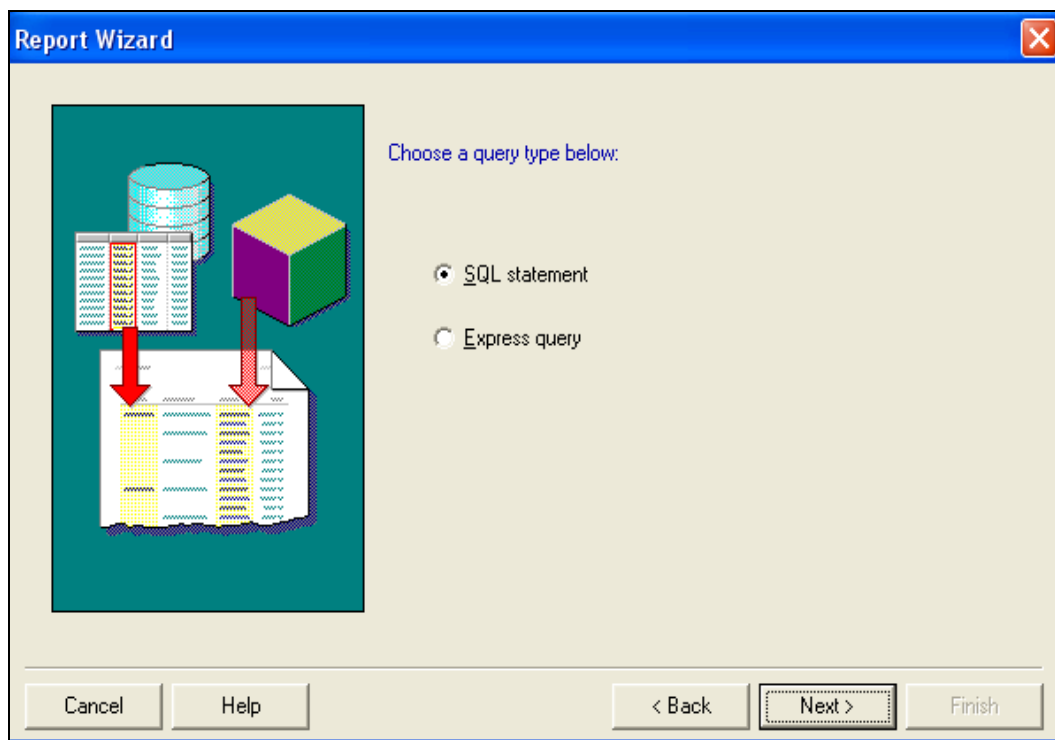 Report Wizard
Choose a query type below:
SQL statement
Express query
Cancel
Help
< Back
Next >
Finish